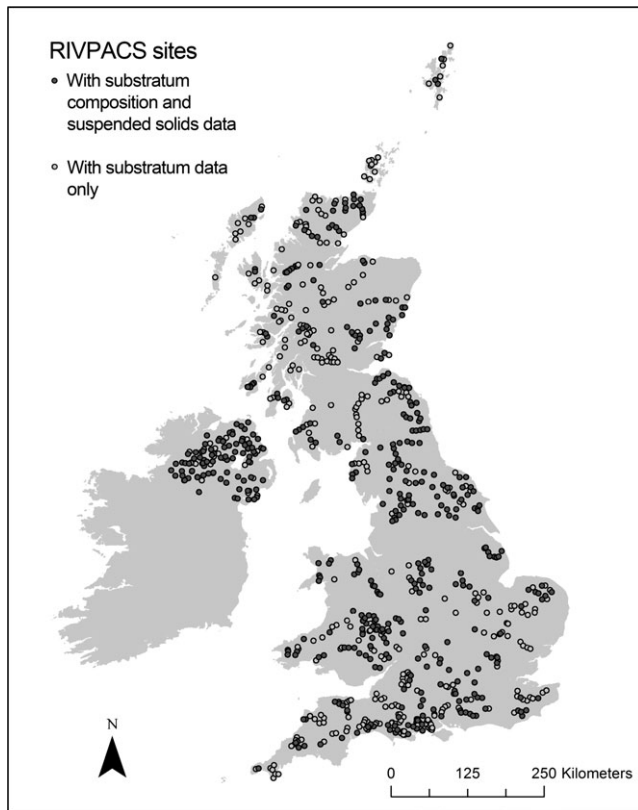 RIVPACS sites
With substratum
composition and
suspended solids data
With substratum data
only
N
0 125 250 Kilometers